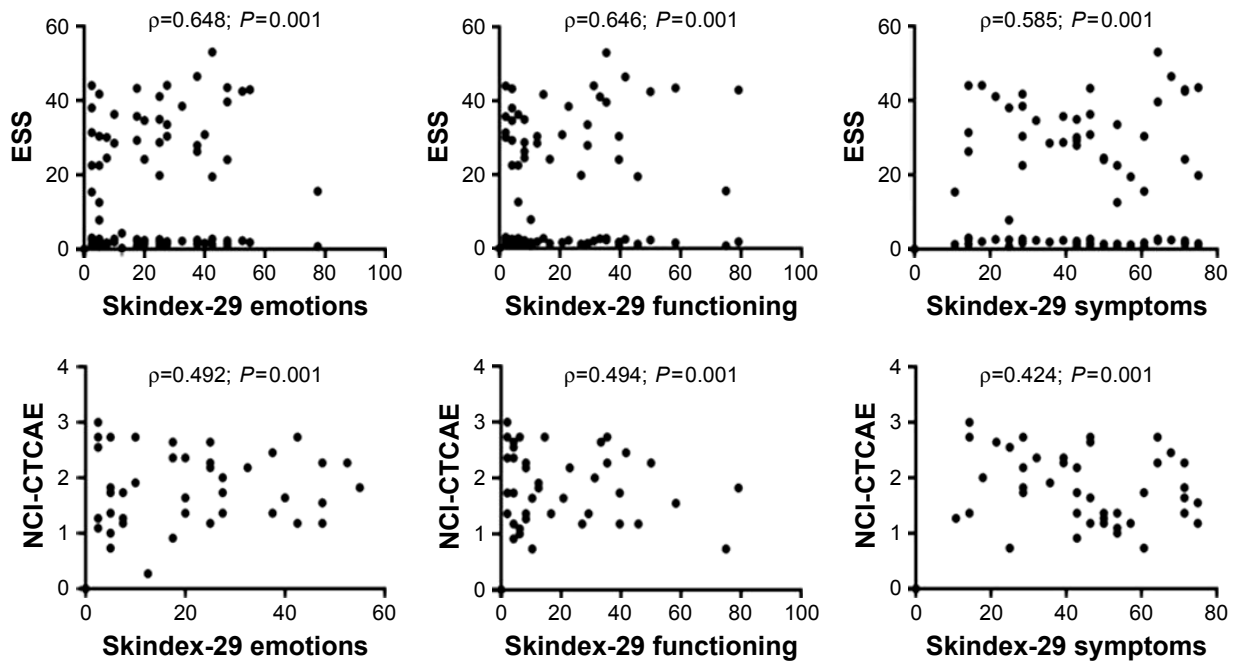 ρ=0.648; P=0.001
ESS
60
40
20
0
0 20 40 60 80 100
Skindex-29 emotions
ρ=0.646; P=0.001
ESS
60
40
20
0
0 20 40 60 80 100
Skindex-29 functioning
ρ=0.585; P=0.001
ESS
60
40
20
0
20 40 60 80
Skindex-29 symptoms
ρ=0.492; P=0.001
NCI-CTCAE
4
3
2
1
0
0 20 40 60
Skindex-29 emotions
ρ=0.494; P=0.001
NCI-CTCAE
4
3
2
1
0
0 20 40 60 80 100
Skindex-29 functioning
ρ=0.424; P=0.001
NCI-CTCAE
4
3
2
1
0
0 20 40 60 80
Skindex-29 symptoms